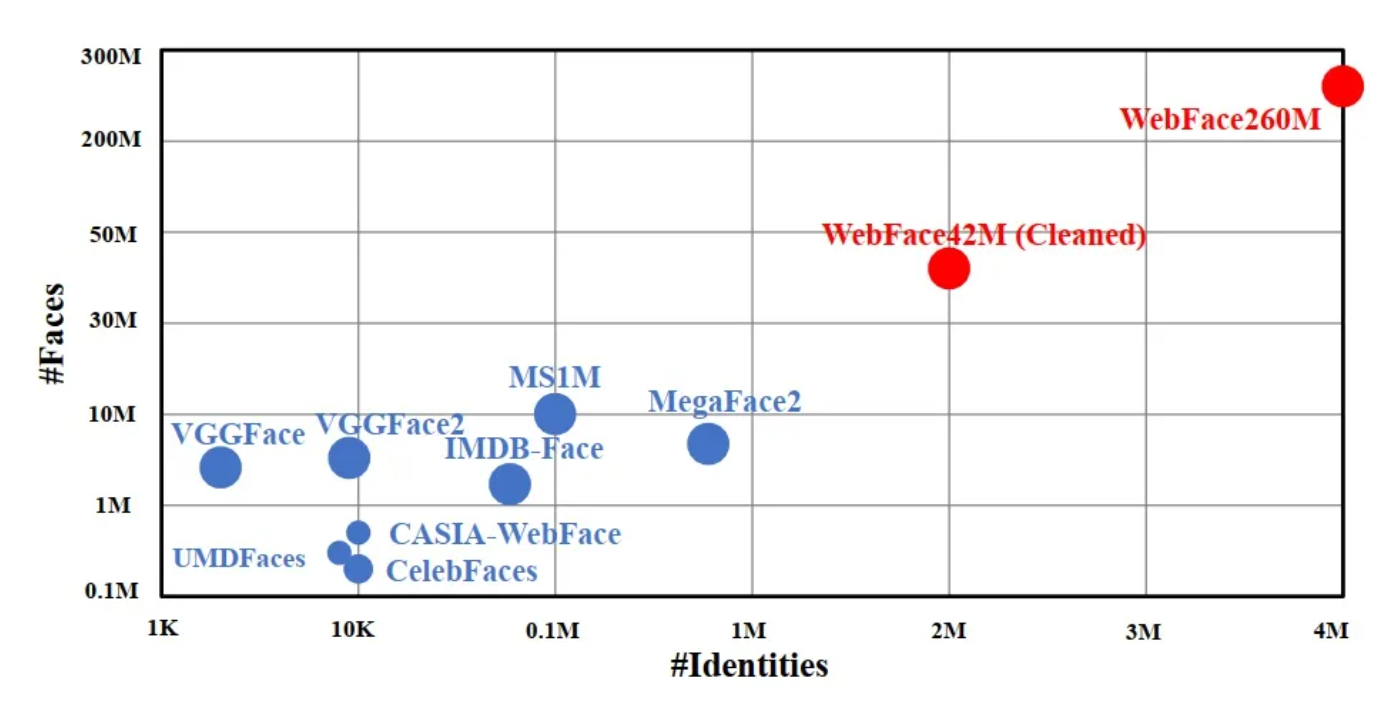 300M
200M
50M
30M
10M
1M
0.1M
#Faces
WebFace260M
WebFace42M (Cleaned)
MS1M
MegaFace2
VGGFace
VGGFace2
IMDB-Face
CASIA-WebFace
UMDFaces
CelebFaces
1K
10K
0.1M
1M
2M
3M
4M
#Identities